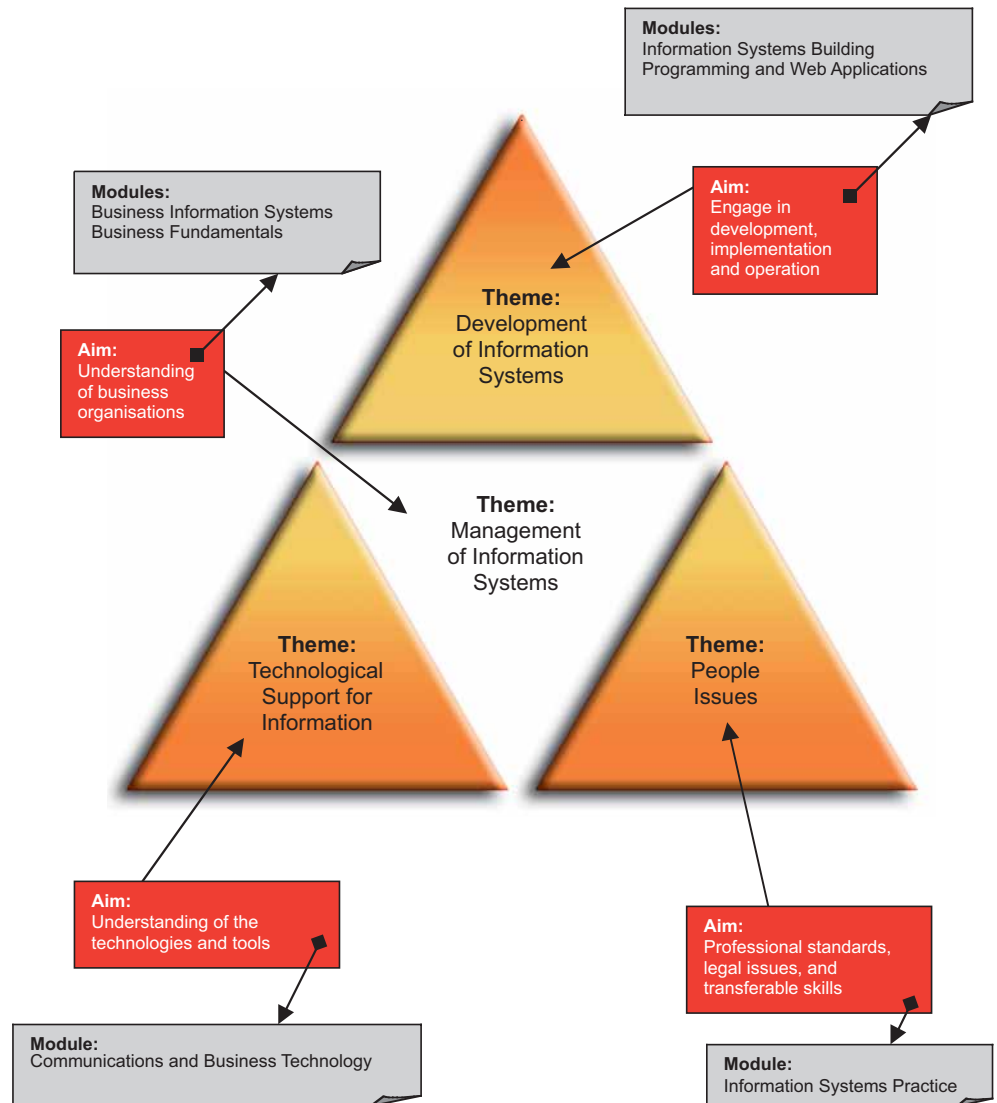 Modules:
Information Systems Building
Programming and Web Applications
Modules:
Business Information Systems
Business Fundamentals
Aim:
Engage in
development,
implementation
and operation
Theme:
Development
of Information
Systems
Aim:
Understanding
of business
organisations
Theme:
Management
of Information
Systems
Theme:
Technological
Support for
Information
Theme:
People
Issues
Aim:
Understanding of the
technologies and tools
Aim:
Professional standards,
legal issues, and
transferable skills
Module:
Communications and Business Technology
Module:
Information Systems Practice